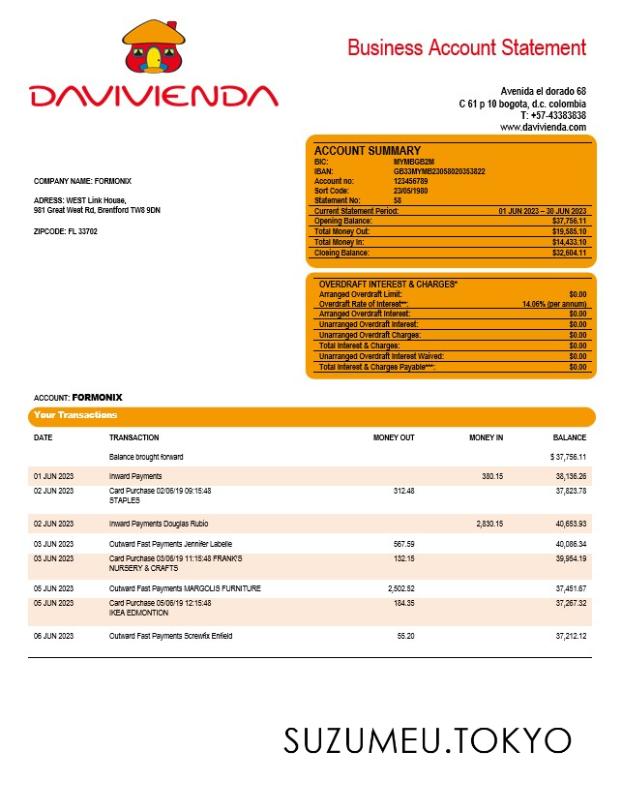 Business Account Statement
DAVIVIENDA
Avenida el dorado 68
C 61 p 10 bogota, d.c. colombia
T: +57-43383838
www.davivienda.com
ACCOUNT SUMMARY
BIC: MYMBGB2M
IBAN: GB33MYMB23058020353822
Account no: 123456789
Sort Code: 23/05/1980
Statement No: 58
Current Statement Period: 01 JUN 2023 – 30 JUN 2023
Opening Balance: $37,756.11
Total Money Out: $19,585.10
Total Money In: $14,433.10
Closing Balance: $32,604.11
COMPANY NAME: FORMONIX
ADRESS: WEST Link House,
981 Great West Rd, Brentford TW8 9DN
ZIPCODE: FL 33702
OVERDRAFT INTEREST & CHARGES*
Arranged Overdraft Limit: $0.00
Overdraft Rate of Interest**: 14.06% (per annum)
Arranged Overdraft Interest: $0.00
Unarranged Overdraft Interest: $0.00
Unarranged Overdraft Charges: $0.00
Total Interest & Charges: $0.00
Unarranged Overdraft Interest Waived: $0.00
Total Interest & Charges Payable***: $0.00
ACCOUNT: FORMONIX
Your Transactions
DATE TRANSACTION MONEY OUT MONEY IN BALANCE
Balance brought forward $ 37,756.11
01 JUN 2023 Inward Payments 380.15 38,136.26
02 JUN 2023 Card Purchase 02/06/19 09:15:48 312.48 37,823.78
STAPLES
02 JUN 2023 Inward Payments Douglas Rubio 2,830.15 40,653.93
03 JUN 2023 Outward Fast Payments Jennifer Labelle 567.59 40,086.34
03 JUN 2023 Card Purchase 03/06/19 11:15:48 FRANK'S 132.15 39,954.19
NURSERY & CRAFTS
05 JUN 2023 Outward Fast Payments MARGOLIS FURNITURE 2,502.52 37,451.67
05 JUN 2023 Card Purchase 05/06/19 12:15:48 184.35 37,267.32
IKEA EDMONTION
06 JUN 2023 Outward Fast Payments Screwfix Enfield 55.20 37,212.12
SUZUMEU.TOKYO